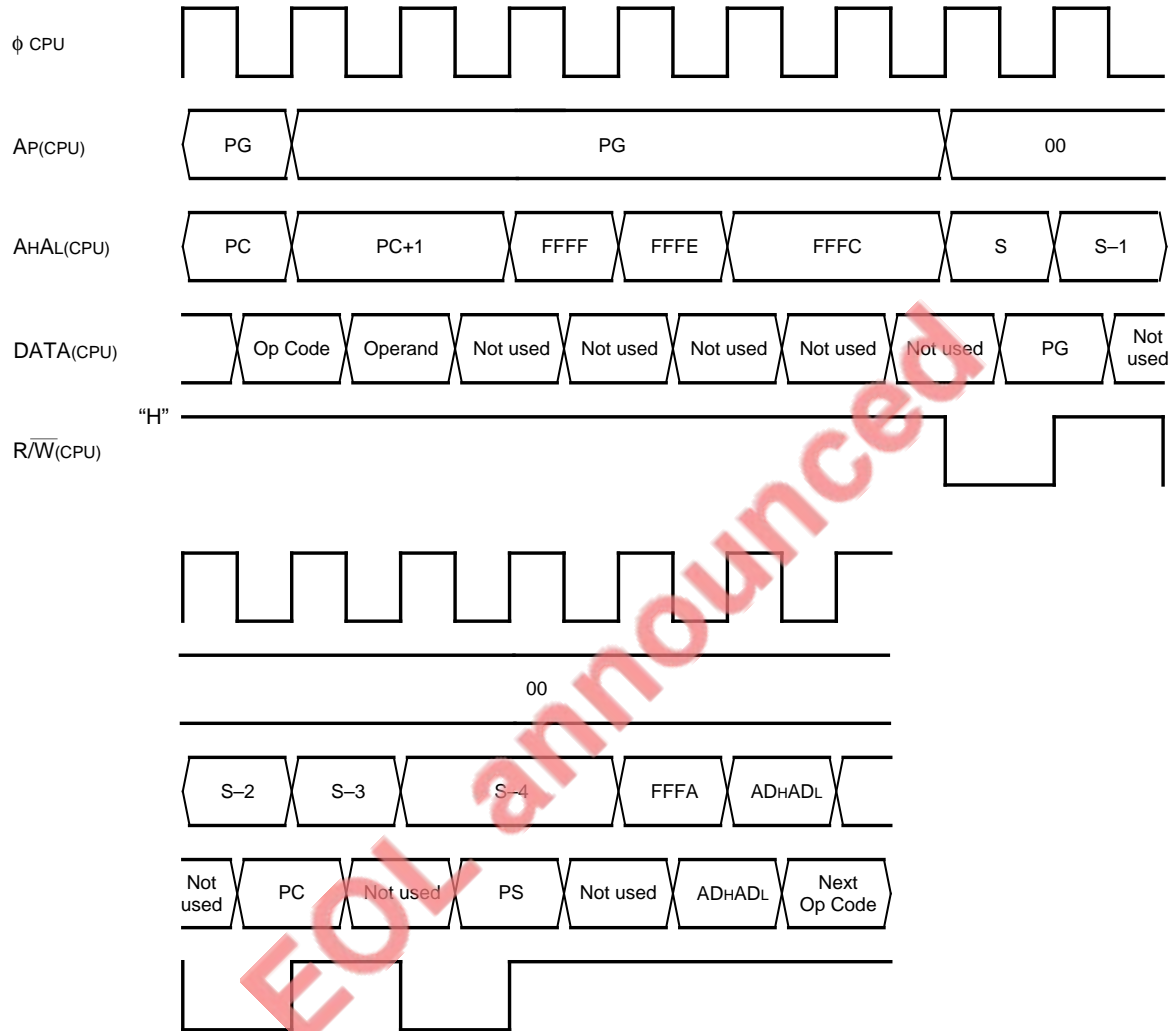 ϕ CPU
AP(CPU) PG PG 00
AHAL(CPU) PC PC+1 FFFF FFFE FFFC S S–1
DATA(CPU) Op Code Operand Not used Not used Not used Not used Not used PG Not used
“H”
R/W̅(CPU)
00
S–2 S–3 S–4 FFFA ADHADL
Not used PC Not used PS Not used ADHADL Next Op Code
EOL announced